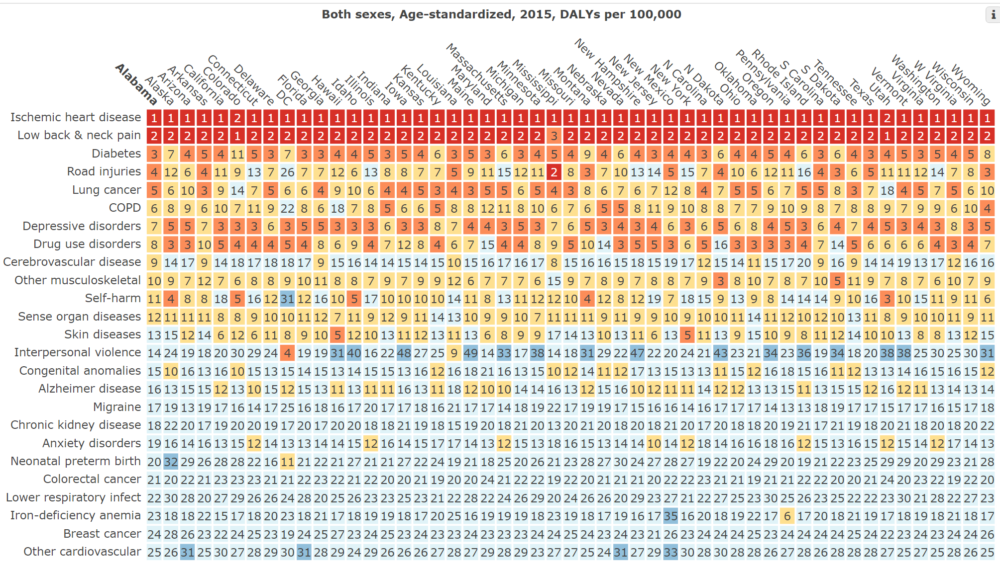 Both sexes, Age-standardized, 2015, DALYs per 100,000
i
Alabama
Alaska
Arizona
Arkansas
California
Colorado
Connecticut
Delaware
DC
Florida
Georgia
Hawaii
Idaho
Illinois
Indiana
Iowa
Kansas
Kentucky
Louisiana
Maine
Maryland
Massachusetts
Michigan
Minnesota
Mississippi
Missouri
Montana
Nebraska
Nevada
New Hampshire
New Jersey
New Mexico
New York
N Carolina
N Dakota
Ohio
Oklahoma
Oregon
Pennsylvania
Rhode Island
S Carolina
S Dakota
Tennessee
Texas
Utah
Vermont
Virginia
Washington
W Virginia
Wisconsin
Wyoming
Ischemic heart disease 1 1 1 1 1 2 1 1 1 1 1 1 1 1 1 1 1 1 1 1 1 1 1 1 1 1 1 1 1 1 1 1 1 1 1 1 1 1 1 1 1 1 1 1 2 1 1 1 1 1 1
Low back & neck pain 2 2 2 2 2 1 2 2 2 2 2 2 2 2 2 2 2 2 2 2 2 2 2 2 3 2 2 2 2 2 2 2 2 2 2 2 2 2 2 2 2 2 2 2 1 2 2 2 2 2 2
Diabetes 3 7 4 5 4 11 5 3 7 3 3 4 4 5 3 5 4 6 3 5 3 6 3 4 5 4 9 4 6 4 3 4 4 3 6 4 4 5 4 6 3 6 4 3 4 5 3 5 4 5 8
Road injuries 4 12 6 4 11 9 13 7 26 7 7 12 6 13 8 8 7 7 5 9 11 15 12 11 2 8 3 7 10 13 14 5 15 7 4 10 6 12 11 16 4 3 6 5 11 11 12 14 7 8 3
Lung cancer 5 6 10 3 9 14 7 5 6 6 4 9 10 6 4 4 5 3 4 3 5 5 6 5 4 3 8 6 7 6 7 12 8 4 7 5 5 6 7 5 5 8 3 7 18 4 5 7 5 6 10
COPD 6 8 9 6 10 7 11 9 22 8 6 18 7 8 5 6 6 5 8 8 12 11 8 10 6 7 6 5 5 8 11 9 10 8 8 7 7 9 10 9 8 7 8 8 9 7 9 9 6 10 4
Depressive disorders 7 5 5 7 3 3 3 6 3 5 5 3 3 3 6 3 3 8 7 4 4 3 5 3 7 6 5 3 4 3 4 6 3 6 5 6 8 4 5 3 6 4 7 4 5 3 4 3 8 3 5
Drug use disorders 8 3 3 10 5 4 4 4 5 4 8 6 9 4 7 12 8 4 6 7 15 4 4 8 9 5 10 14 3 5 5 3 6 5 16 3 3 3 3 4 7 14 5 6 6 6 6 4 3 4 7
Cerebrovascular disease 9 14 17 9 14 18 17 18 18 17 9 15 16 14 14 15 14 15 10 15 16 17 16 17 8 15 16 16 15 18 15 19 17 12 15 14 11 15 17 20 9 16 9 14 14 19 13 17 12 16 16
Other musculoskeletal 10 9 7 12 7 6 8 8 9 10 11 8 8 7 9 7 9 9 12 6 7 7 7 6 15 9 7 8 9 7 8 8 7 9 3 8 10 7 8 7 10 5 11 9 7 8 7 6 10 7 9
Self-harm 11 4 8 8 18 5 16 12 31 12 16 10 5 17 10 10 10 10 14 11 8 13 11 12 12 10 4 12 8 12 19 7 18 15 9 13 9 8 14 14 14 9 10 16 3 10 15 11 9 11 6
Sense organ diseases 12 11 11 11 8 8 9 10 10 11 12 7 11 9 12 9 11 14 13 10 9 9 10 7 11 11 11 9 11 9 9 10 9 10 10 11 14 11 12 10 12 10 13 11 8 9 10 10 11 9 11
Skin diseases 13 15 12 14 6 12 6 11 8 9 10 5 12 10 13 11 12 13 11 13 6 8 9 9 17 14 13 10 13 11 6 13 5 11 13 9 15 10 9 8 11 12 14 10 10 13 8 8 13 12 15
Interpersonal violence 14 24 19 18 20 30 29 24 4 19 19 31 40 16 22 48 27 25 9 49 14 33 17 38 14 18 31 29 22 47 22 20 24 21 43 23 21 34 23 36 19 34 18 20 38 38 25 30 25 30 31
Congenital anomalies 15 10 16 13 16 10 15 13 15 14 15 13 14 15 15 13 16 12 16 18 21 16 13 15 10 12 14 11 12 17 13 15 13 13 11 15 12 16 18 15 16 11 12 13 13 14 16 15 16 15 12
Alzheimer disease 16 13 15 15 12 13 10 15 12 15 13 11 13 11 11 16 13 11 18 12 10 10 14 14 16 13 12 15 16 10 12 11 11 14 12 12 13 13 15 11 13 15 15 12 16 12 11 13 14 13 14
Migraine 17 19 13 19 17 16 14 17 25 16 18 16 17 20 17 17 18 16 21 17 17 14 18 19 22 17 19 19 17 15 16 16 14 16 17 17 17 14 13 13 18 19 17 17 15 17 17 16 15 17 18
Chronic kidney disease 18 22 20 17 19 20 20 19 17 20 17 20 20 18 18 21 19 18 15 19 20 18 21 20 13 20 21 20 18 20 18 21 20 17 20 18 18 20 19 21 17 21 19 18 20 21 18 20 18 20 22
Anxiety disorders 19 16 14 16 13 15 12 14 13 13 14 14 15 12 16 14 15 17 17 14 13 12 15 13 18 16 15 13 14 14 10 14 12 18 14 16 16 18 16 12 15 13 16 15 12 15 14 12 17 14 13
Neonatal preterm birth 20 32 29 26 28 28 22 16 11 21 22 21 27 21 21 27 22 24 19 21 18 25 20 26 21 23 28 27 30 24 27 28 27 19 22 20 24 29 20 19 21 22 23 25 29 29 20 29 23 21 28
Colorectal cancer 21 20 22 21 23 23 23 21 21 22 23 22 21 22 20 20 21 19 20 20 24 21 22 22 19 22 20 21 21 21 20 22 22 23 21 21 19 21 21 22 22 20 20 21 24 20 23 22 19 22 20
Lower respiratory infect 22 30 28 20 27 29 26 26 24 28 20 25 26 23 23 25 23 21 22 28 22 24 26 29 20 24 26 26 20 29 23 27 21 22 27 25 23 30 25 26 23 25 22 22 23 30 21 28 22 27 23
Iron-deficiency anemia 23 18 18 22 15 17 18 20 23 18 21 17 18 19 19 18 17 20 25 16 19 19 19 18 23 19 18 17 19 16 17 35 16 20 18 19 22 17 6 17 20 18 21 19 17 18 19 18 21 18 17
Breast cancer 24 28 26 23 22 24 25 23 19 24 25 27 23 24 25 23 24 23 23 24 23 23 23 24 24 25 24 23 24 23 21 26 23 24 24 24 25 23 24 24 24 24 25 24 22 23 24 23 24 24 26
Other cardiovascular 25 26 31 25 30 27 28 29 30 31 28 29 24 29 26 26 26 27 28 27 29 28 29 23 27 27 25 24 31 27 29 33 30 28 30 28 28 26 27 28 26 28 28 28 27 25 27 25 28 26 25